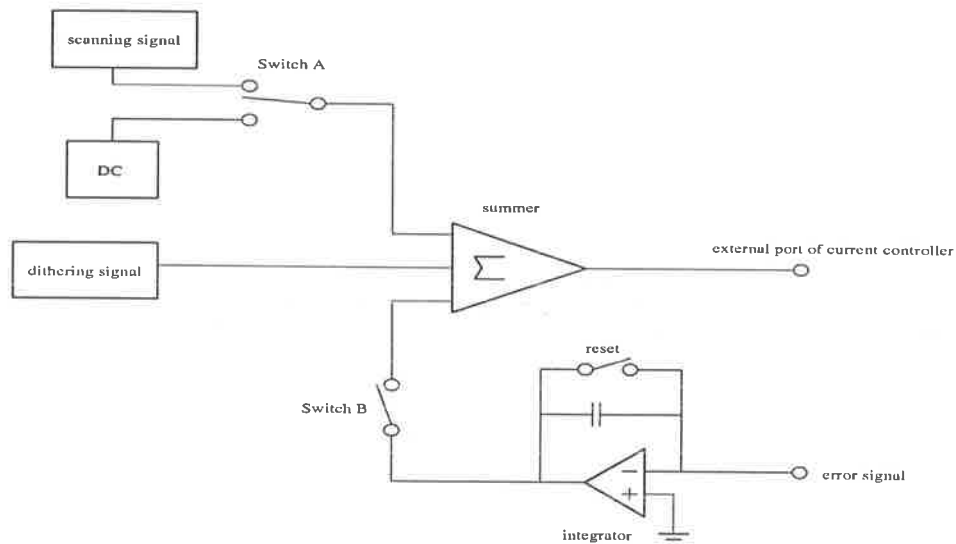 scanning signal
Switch A
DC
summer
Σ
external port of current controller
dithering signal
reset
Switch B
−
error signal
+
integrator